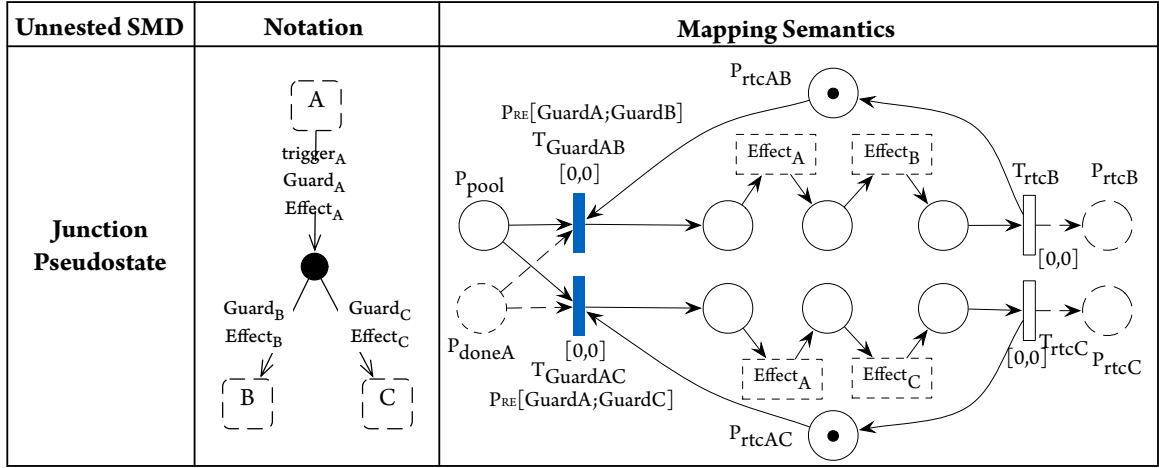 Unnested SMD
Notation
Mapping Semantics
Junction
Pseudostate
A
trigger_A
Guard_A
Effect_A
Guard_B
Effect_B
Guard_C
Effect_C
B
C
P_rtcAB
PRE[GuardA;GuardB]
T_GuardAB
[0,0]
Effect_A
Effect_B
P_pool
T_rtcB
P_rtcB
[0,0]
P_doneA
[0,0]
T_GuardAC
PRE[GuardA;GuardC]
Effect_A
Effect_C
[0,0]
T_rtcC
P_rtcC
P_rtcAC